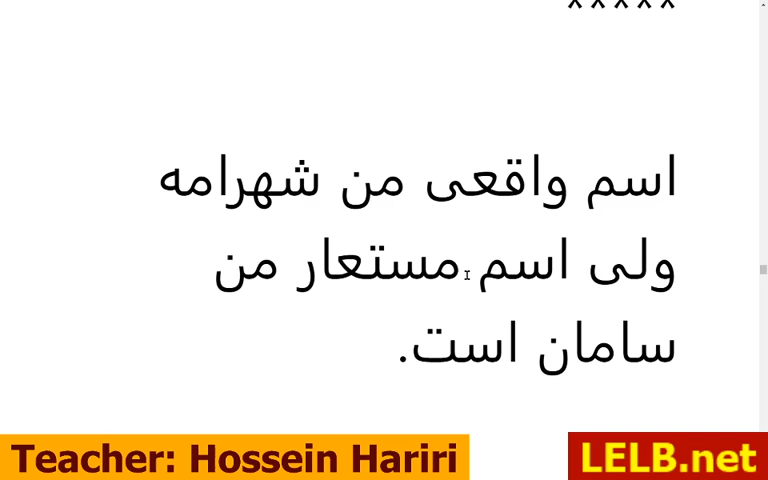 اسم واقعی من شهرامه
ولی اسم مستعار من
سامان است.
Teacher: Hossein Hariri
LELB.net